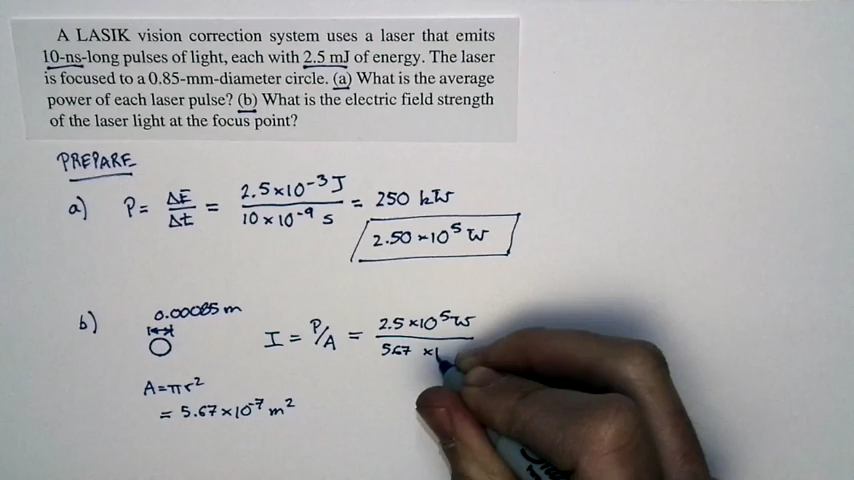 A LASIK vision correction system uses a laser that emits
10-ns-long pulses of light, each with 2.5 mJ of energy. The laser
is focused to a 0.85-mm-diameter circle. (a) What is the average
power of each laser pulse? (b) What is the electric field strength
of the laser light at the focus point?
PREPARE
a) P = ΔE/Δt = 2.5×10⁻³ J / 10×10⁻⁹ s = 250 kW
2.50×10⁵ W
b) 0.00085 m
I = P/A = 2.5×10⁵ W / 5.67 ×1
A = πr²
= 5.67×10⁻⁷ m²